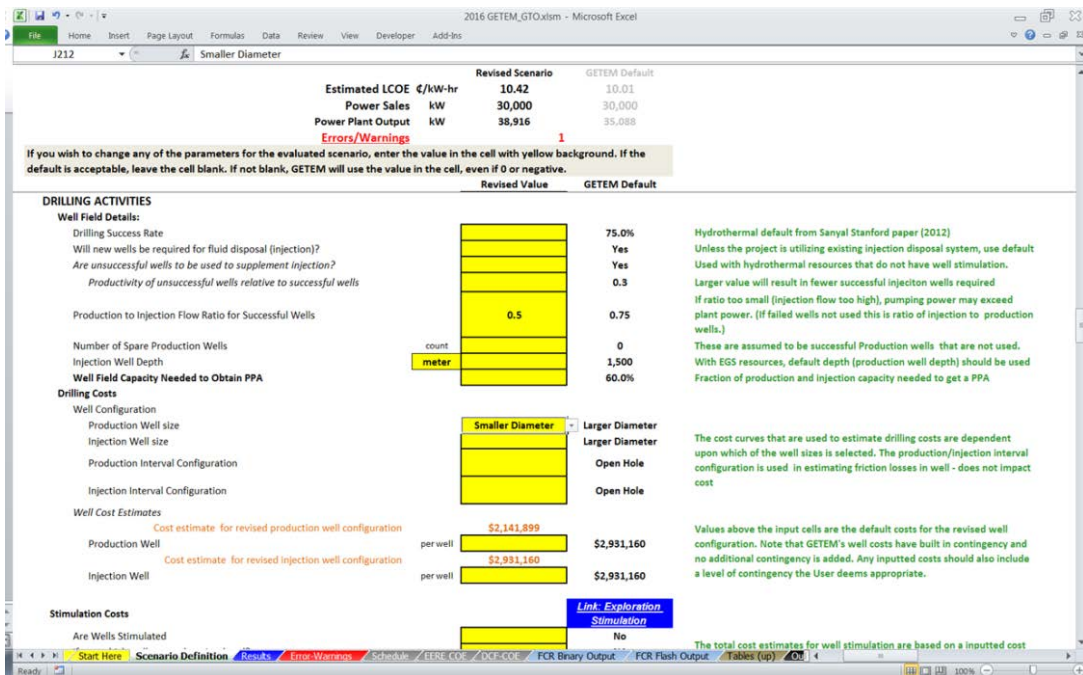 2016 GETEM_GTO.xlsm - Microsoft Excel
File Home Insert Page Layout Formulas Data Review View Developer Add-Ins
J212 fx Smaller Diameter
Revised Scenario GETEM Default
Estimated LCOE ¢/kW-hr 10.42 10.01
Power Sales kW 30,000 30,000
Power Plant Output kW 38,916 35,088
Errors/Warnings 1
If you wish to change any of the parameters for the evaluated scenario, enter the value in the cell with yellow background. If the
default is acceptable, leave the cell blank. If not blank, GETEM will use the value in the cell, even if 0 or negative.
Revised Value GETEM Default
DRILLING ACTIVITIES
Well Field Details:
Drilling Success Rate 75.0% Hydrothermal default from Sanyal Stanford paper (2012)
Will new wells be required for fluid disposal (injection)? Yes Unless the project is utilizing existing injection disposal system, use default
Are unsuccessful wells to be used to supplement injection? Yes Used with hydrothermal resources that do not have well stimulation.
Productivity of unsuccessful wells relative to successful wells 0.3 Larger value will result in fewer successful injeciton wells required
If ratio too small (injection flow too high), pumping power may exceed
Production to Injection Flow Ratio for Successful Wells 0.5 0.75 plant power. (If failed wells not used this is ratio of injection to production
wells.)
Number of Spare Production Wells count 0 These are assumed to be successful Production wells that are not used.
Injection Well Depth meter 1,500 With EGS resources, default depth (production well depth) should be used
Well Field Capacity Needed to Obtain PPA 60.0% Fraction of production and injection capacity needed to get a PPA
Drilling Costs
Well Configuration
Production Well size Smaller Diameter Larger Diameter
Injection Well size Larger Diameter The cost curves that are used to estimate drilling costs are dependent
upon which of the well sizes is selected. The production/injection interval
Production Interval Configuration Open Hole configuration is used in estimating friction losses in well - does not impact
cost
Injection Interval Configuration Open Hole
Well Cost Estimates
Cost estimate for revised production well configuration $2,141,899 Values above the input cells are the default costs for the revised well
Production Well per well $2,931,160 configuration. Note that GETEM's well costs have built in contingency and
Cost estimate for revised injection well configuration $2,931,160 no additional contingency is added. Any inputted costs should also include
Injection Well per well $2,931,160 a level of contingency the User deems appropriate.
Link: Exploration
Stimulation Costs Stimulation
Are Wells Stimulated No The total cost estimates for well stimulation are based on a inputted cost
Start Here Scenario Definition Results Error-Warnings Schedule EERE COE DCF-COE FCR Binary Output FCR Flash Output Tables (up) Ou
Ready 100%